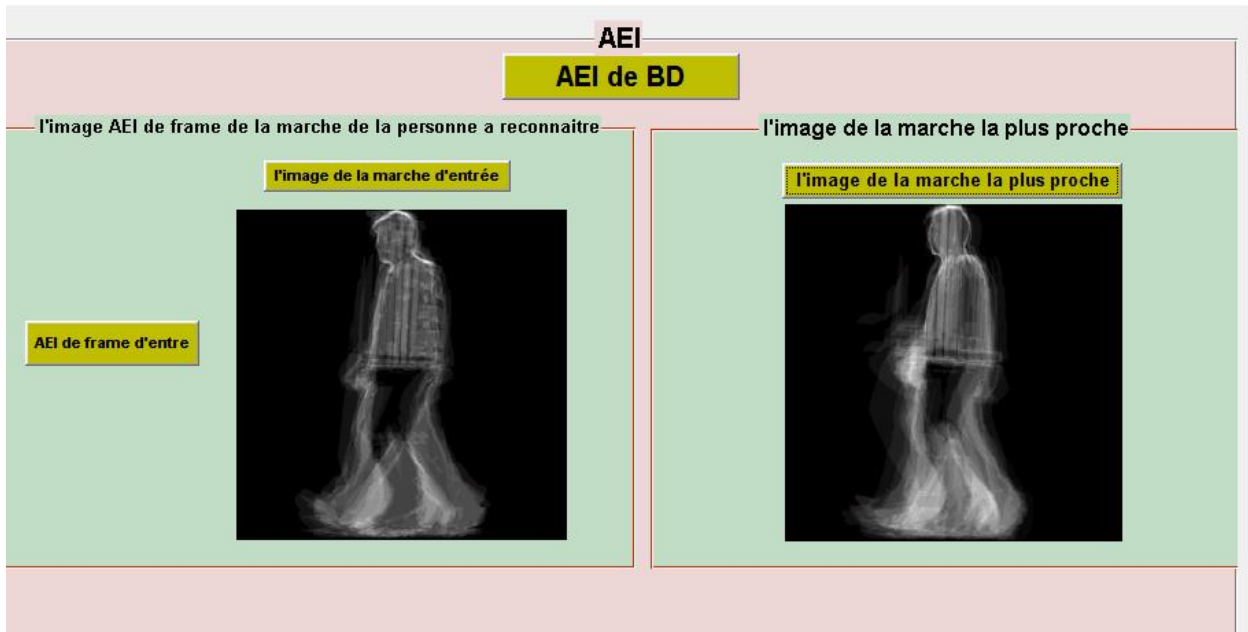 AEI
AEI de BD
l'image AEI de frame de la marche de la personne a reconnaitre
l'image de la marche d'entrée
AEI de frame d'entre
l'image de la marche la plus proche
l'image de la marche la plus proche